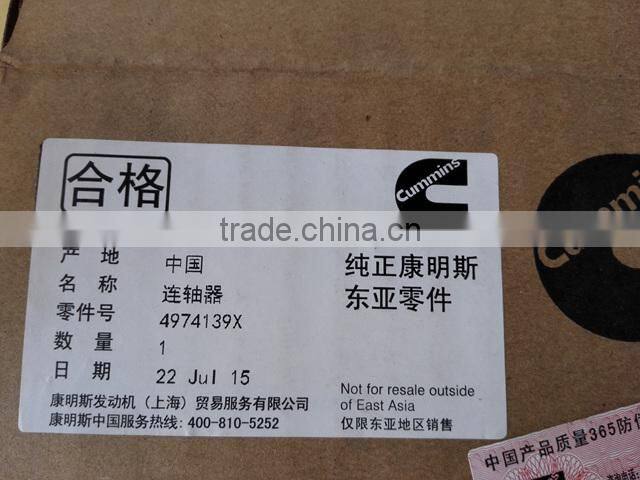 合格
Cummins
Cummins
trade.china.cn
产 地 中国
纯正康明斯
名 称 连轴器
东亚零件
零件号 4974139X
数 量 1
日 期 22 Jul 15
Not for resale outside
of East Asia
康明斯发动机（上海）贸易服务有限公司
康明斯中国服务热线: 400-810-5252
仅限东亚地区销售
中国产品质量365防伪